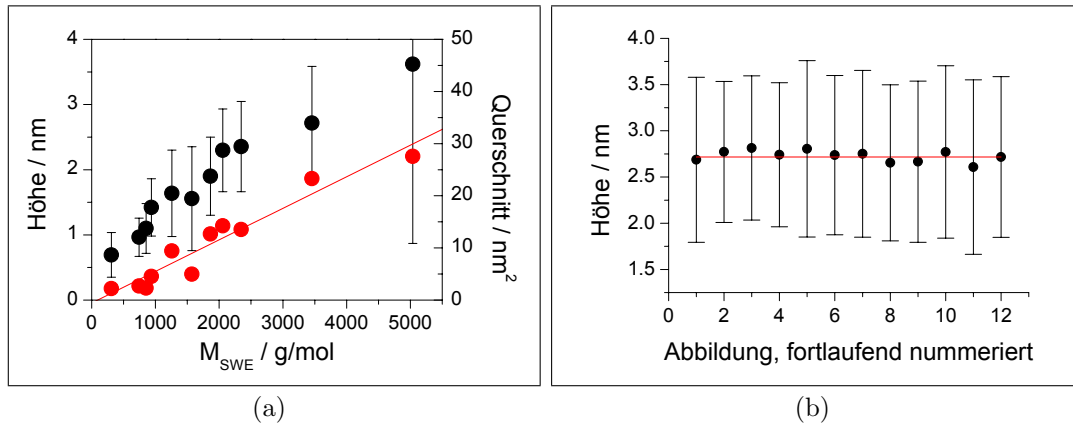 4
3
2
1
0
Höhe / nm
50
40
30
20
10
0
Querschnitt / nm²
0 1000 2000 3000 4000 5000
M_SWE / g/mol
(a)
4.0
3.5
3.0
2.5
2.0
1.5
Höhe / nm
0 2 4 6 8 10 12
Abbildung, fortlaufend nummeriert
(b)